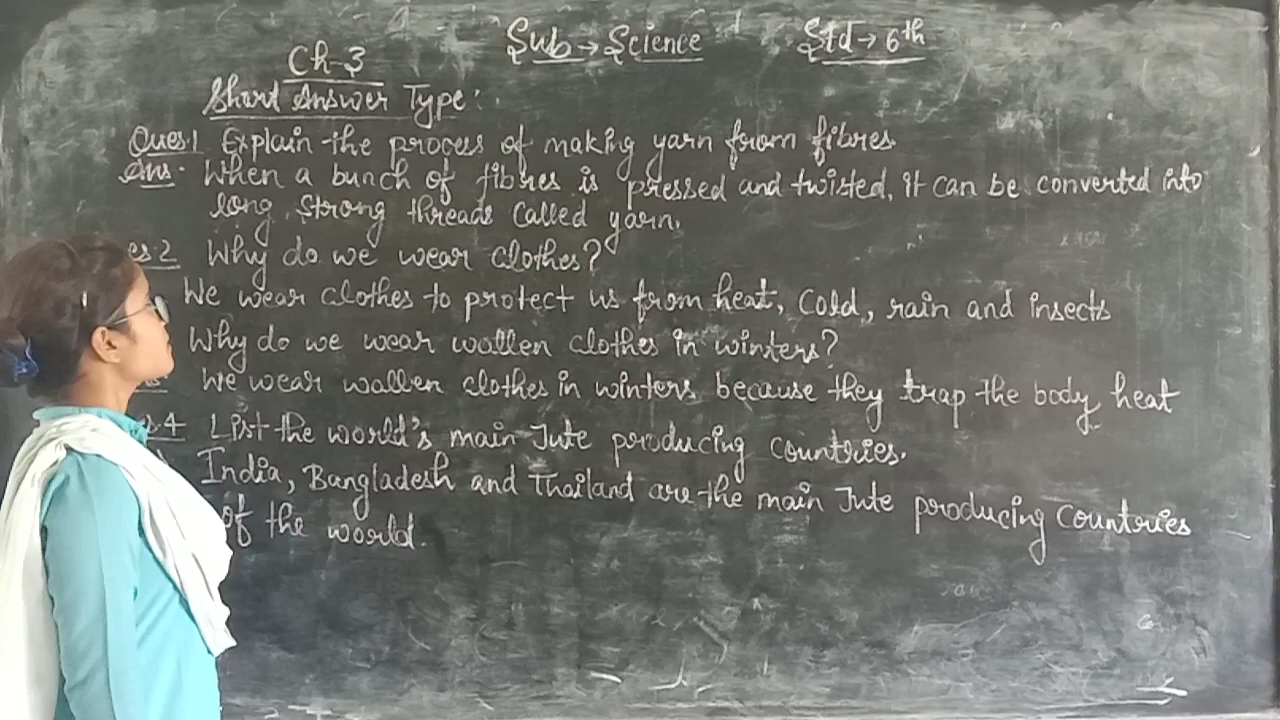 Sub → Science Std → 6th
Ch-3
Short Answer Type:
Ques.1 Explain the process of making yarn from fibres.
Ans. When a bunch of fibres is pressed and twisted, it can be converted into
long, strong threads called yarn.
es.2 Why do we wear clothes?
We wear clothes to protect us from heat, cold, rain and insects
Why do we wear wollen clothes in winters?
We wear wollen clothes in winters because they trap the body heat
4 List the world's main Jute producing countries.
India, Bangladesh and Thailand are the main Jute producing countries
of the world.